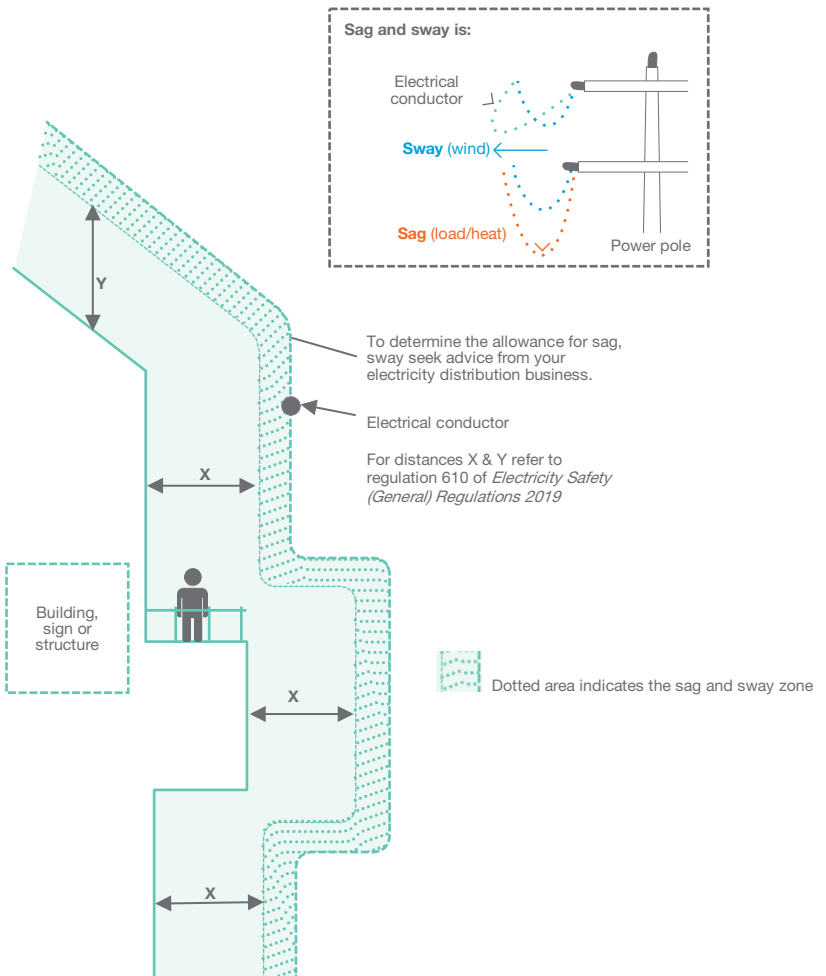 Sag and sway is:
Electrical
conductor
Sway (wind)
Sag (load/heat)
Power pole
Y
To determine the allowance for sag,
sway seek advice from your
electricity distribution business.
Electrical conductor
For distances X & Y refer to
regulation 610 of Electricity Safety
(General) Regulations 2019
X
Building,
sign or
structure
Dotted area indicates the sag and sway zone
X
X